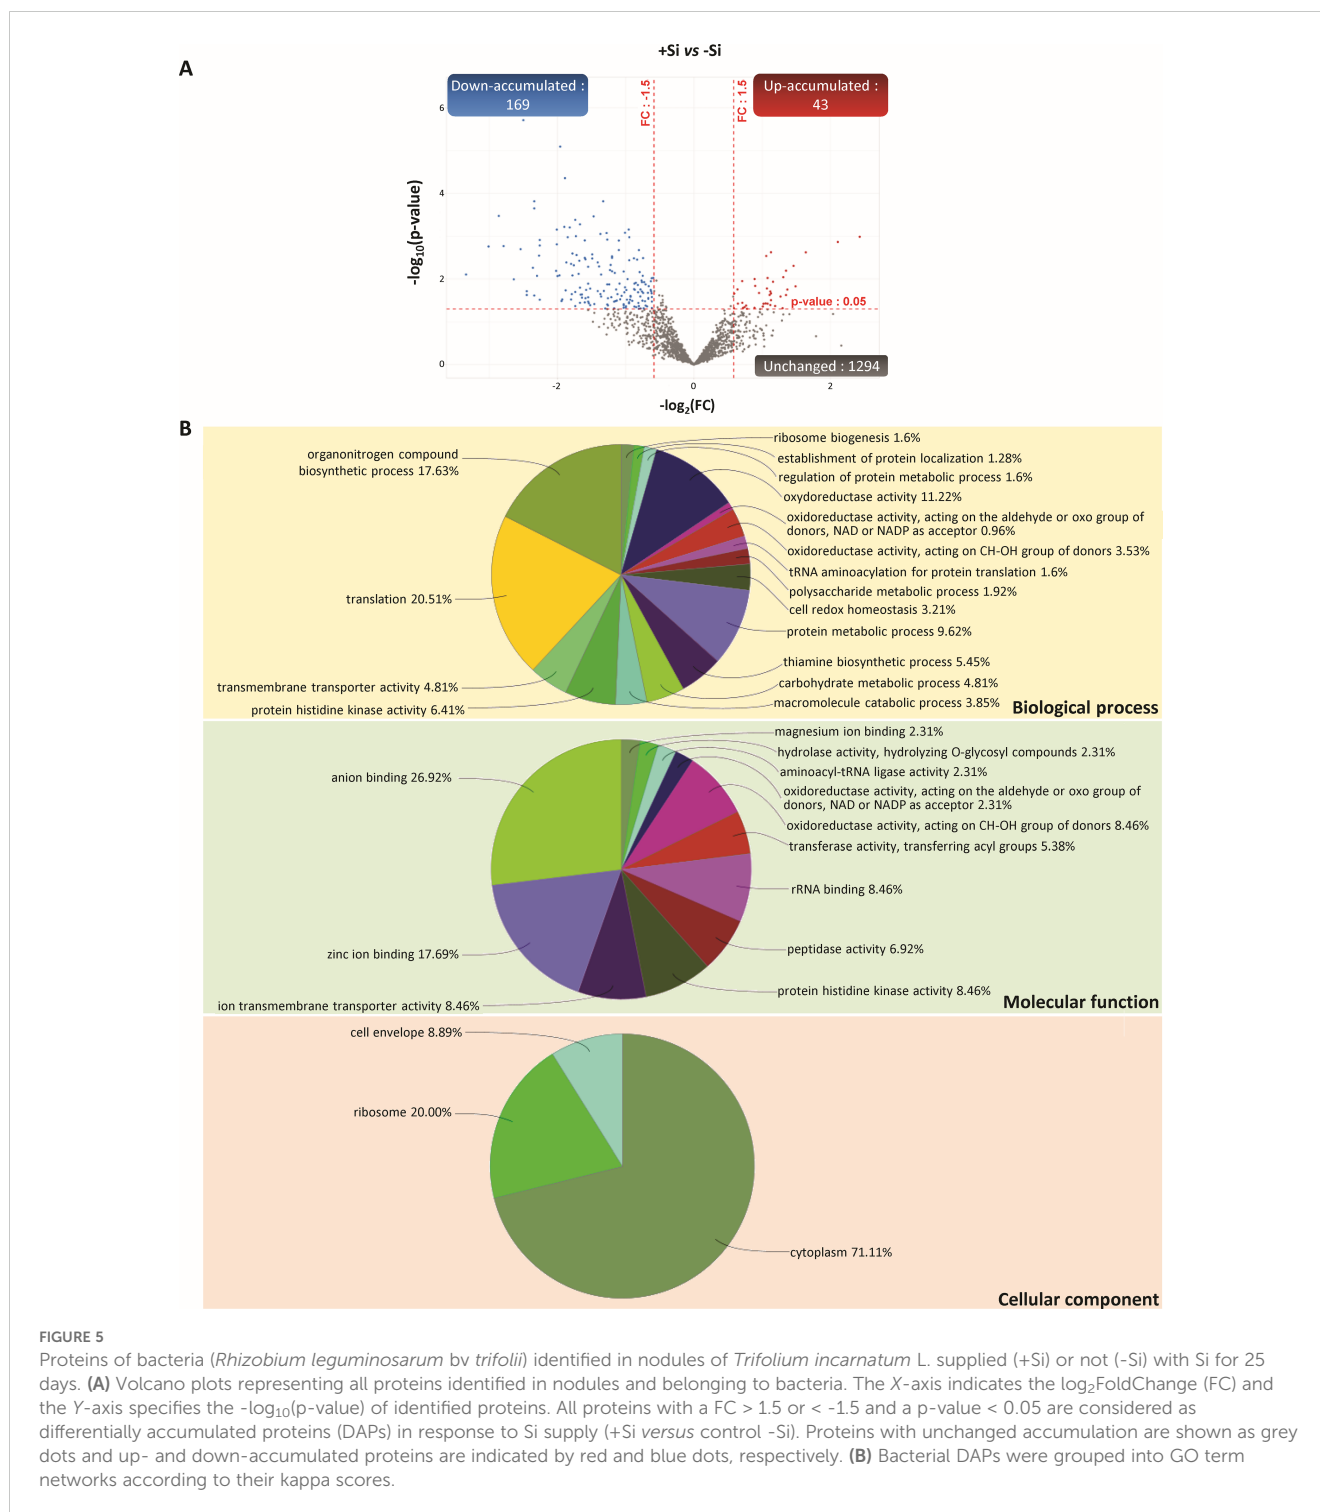 A
+Si vs -Si
Down-accumulated :
169
FC : -1.5
FC : 1.5
Up-accumulated :
43
6
4
2
0
-log10(p-value)
p-value : 0.05
Unchanged : 1294
-2
0
2
-log2(FC)
B
organonitrogen compound
biosynthetic process 17.63%
translation 20.51%
transmembrane transporter activity 4.81%
protein histidine kinase activity 6.41%
ribosome biogenesis 1.6%
establishment of protein localization 1.28%
regulation of protein metabolic process 1.6%
oxydoreductase activity 11.22%
oxidoreductase activity, acting on the aldehyde or oxo group of
donors, NAD or NADP as acceptor 0.96%
oxidoreductase activity, acting on CH-OH group of donors 3.53%
tRNA aminoacylation for protein translation 1.6%
polysaccharide metabolic process 1.92%
cell redox homeostasis 3.21%
protein metabolic process 9.62%
thiamine biosynthetic process 5.45%
carbohydrate metabolic process 4.81%
macromolecule catabolic process 3.85%
Biological process
anion binding 26.92%
zinc ion binding 17.69%
ion transmembrane transporter activity 8.46%
magnesium ion binding 2.31%
hydrolase activity, hydrolyzing O-glycosyl compounds 2.31%
aminoacyl-tRNA ligase activity 2.31%
oxidoreductase activity, acting on the aldehyde or oxo group of
donors, NAD or NADP as acceptor 2.31%
oxidoreductase activity, acting on CH-OH group of donors 8.46%
transferase activity, transferring acyl groups 5.38%
rRNA binding 8.46%
peptidase activity 6.92%
protein histidine kinase activity 8.46%
Molecular function
cell envelope 8.89%
ribosome 20.00%
cytoplasm 71.11%
Cellular component
FIGURE 5
Proteins of bacteria (Rhizobium leguminosarum bv trifolii) identified in nodules of Trifolium incarnatum L. supplied (+Si) or not (-Si) with Si for 25
days. (A) Volcano plots representing all proteins identified in nodules and belonging to bacteria. The X-axis indicates the log2FoldChange (FC) and
the Y-axis specifies the -log10(p-value) of identified proteins. All proteins with a FC > 1.5 or < -1.5 and a p-value < 0.05 are considered as
differentially accumulated proteins (DAPs) in response to Si supply (+Si versus control -Si). Proteins with unchanged accumulation are shown as grey
dots and up- and down-accumulated proteins are indicated by red and blue dots, respectively. (B) Bacterial DAPs were grouped into GO term
networks according to their kappa scores.